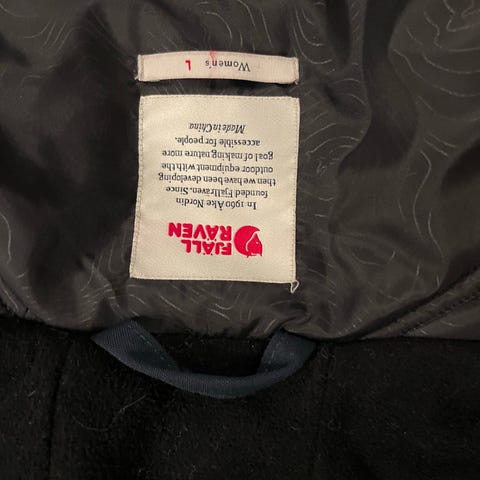 FJÄLL
RAVEN
In 1960 Åke Nordin
founded Fjällräven. Since
then we have been developing
outdoor equipment with the
goal of making nature more
accessible for people.
Made in China
Women's L